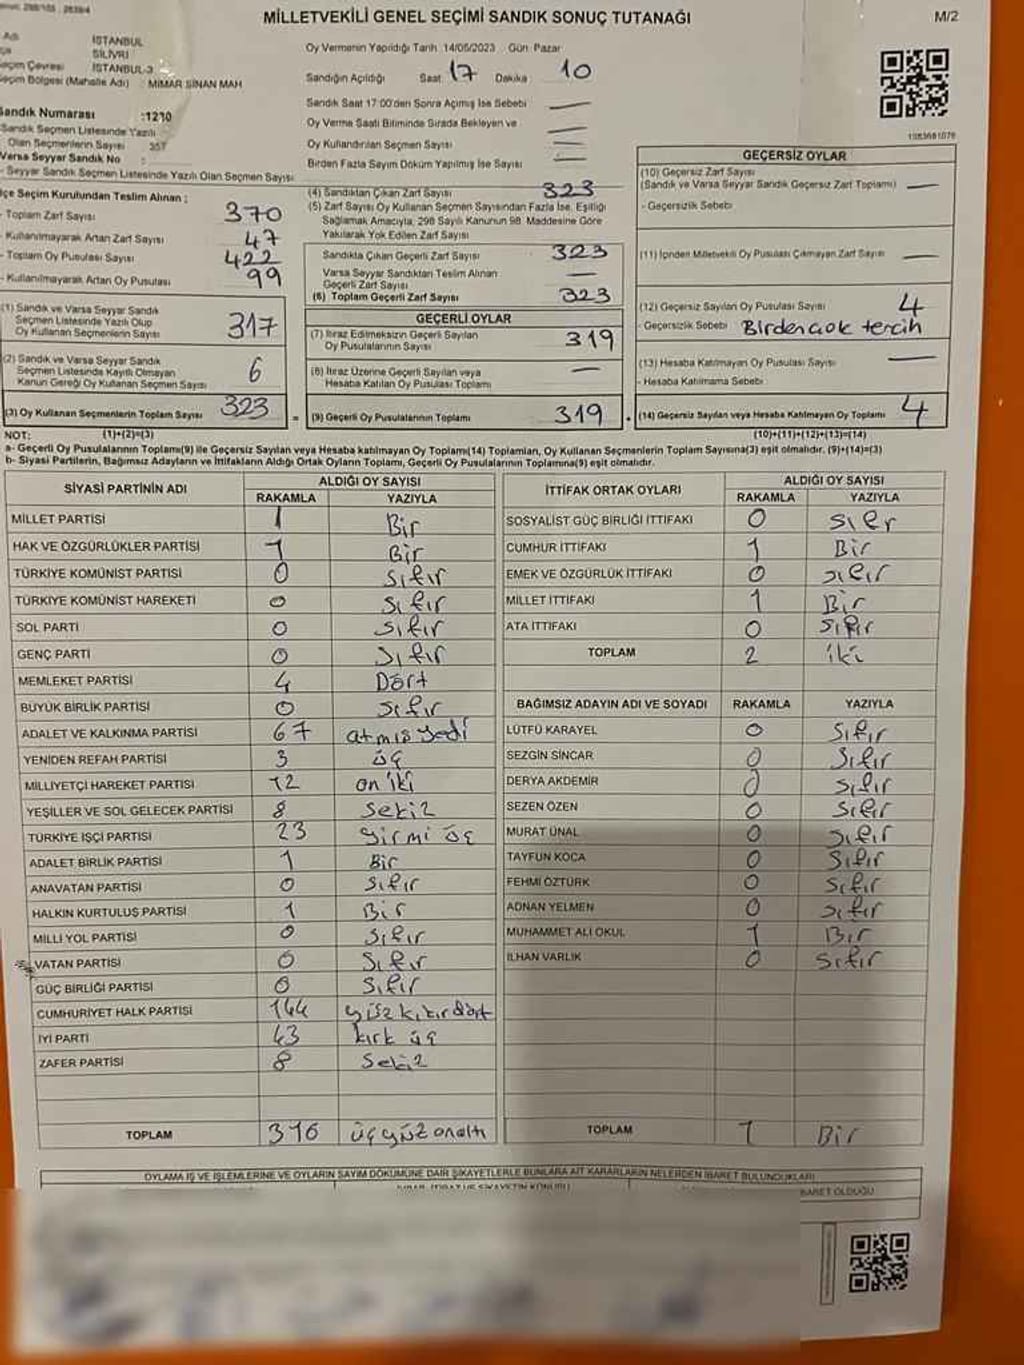 MİLLETVEKİLİ GENEL SEÇİMİ SANDIK SONUÇ TUTANAĞI
M/2
Adı İSTANBUL
SİLİVRİ
Seçim Çevresi İSTANBUL-3
Seçim Bölgesi (Mahalle Adı) : MİMAR SİNAN MAH
Sandık Numarası :1210
Sandık Seçmen Listesinde Yazılı
Olan Seçmenlerin Sayısı 357
Varsa Seyyar Sandık No :
- Seyyar Sandık Seçmen Listesinde Yazılı Olan Seçmen Sayısı
Oy Vermenin Yapıldığı Tarih 14/05/2023 Gün: Pazar
Sandığın Açıldığı Saat 17 Dakika 10
Sandık Saat 17:00'den Sonra Açımış İse Sebebi —
Oy Verme Saati Bitiminde Sırada Bekleyen ve —
Oy Kullandırılan Seçmen Sayısı —
Birden Fazla Sayım Döküm Yapılmış İse Sayısı —
İlçe Seçim Kurulundan Teslim Alınan ;
- Toplam Zarf Sayısı 370
- Kullanılmayarak Artan Zarf Sayısı 47
- Toplam Oy Pusulası Sayısı 422
- Kullanılmayarak Artan Oy Pusulası 99
(1) Sandık ve Varsa Seyyar Sandık
Seçmen Listesinde Yazılı Olup
Oy Kullanan Seçmenlerin Sayısı 317
(2) Sandık ve Varsa Seyyar Sandık
Seçmen Listesinde Kayıtlı Olmayan
Kanun Gereği Oy Kullanan Seçmen Sayısı 6
(3) Oy Kullanan Seçmenlerin Toplam Sayısı 323
(4) Sandıktan Çıkan Zarf Sayısı 323
(5) Zarf Sayısı Oy Kullanan Seçmen Sayısından Fazla İse, Eşitliği
Sağlamak Amacıyla, 298 Sayılı Kanunun 98. Maddesine Göre
Yakılarak Yok Edilen Zarf Sayısı
Sandıkta Çıkan Geçerli Zarf Sayısı 323
Varsa Seyyar Sandıktan Teslim Alınan
Geçerli Zarf Sayısı —
(6) Toplam Geçerli Zarf Sayısı 323
GEÇERLİ OYLAR
(7) İtiraz Edilmeksizin Geçerli Sayılan
Oy Pusulalarının Sayısı 319
(8) İtiraz Üzerine Geçerli Sayılan veya
Hesaba Katılan Oy Pusulası Toplamı —
= (9) Geçerli Oy Pusulalarının Toplamı 319
GEÇERSİZ OYLAR
(10) Geçersiz Zarf Sayısı
(Sandık ve Varsa Seyyar Sandık Geçersiz Zarf Toplamı) —
- Geçersizlik Sebebi
(11) İçinden Milletvekili Oy Pusulası Çıkmayan Zarf Sayısı —
(12) Geçersiz Sayılan Oy Pusulası Sayısı 4
- Geçersizlik Sebebi Birden çok tercih
(13) Hesaba Katılmayan Oy Pusulası Sayısı —
- Hesaba Katılmama Sebebi
(14) Geçersiz Sayılan veya Hesaba Katılmayan Oy Toplamı 4
NOT: (1)+(2)=(3) (10)+(11)+(12)+(13)=(14)
a- Geçerli Oy Pusulalarının Toplamı(9) ile Geçersiz Sayılan veya Hesaba katılmayan Oy Toplam(14) Toplamları, Oy Kullanan Seçmenlerin Toplam Sayısına(3) eşit olmalıdır. (9)+(14)=(3)
b- Siyasi Partilerin, Bağımsız Adayların ve İttifakların Aldığı Ortak Oyların Toplamı, Geçerli Oy Pusulalarının Toplamına(9) eşit olmalıdır.
SİYASİ PARTİNİN ADI ALDIĞI OY SAYISI
RAKAMLA YAZIYLA
MİLLET PARTİSİ 1 Bir
HAK VE ÖZGÜRLÜKLER PARTİSİ 1 Bir
TÜRKİYE KOMÜNİST PARTİSİ 0 Sıfır
TÜRKİYE KOMÜNİST HAREKETİ 0 Sıfır
SOL PARTİ 0 Sıfır
GENÇ PARTİ 0 Sıfır
MEMLEKET PARTİSİ 4 Dört
BÜYÜK BİRLİK PARTİSİ 0 Sıfır
ADALET VE KALKINMA PARTİSİ 67 atmış yedi
YENİDEN REFAH PARTİSİ 3 üç
MİLLİYETÇİ HAREKET PARTİSİ 12 on iki
YEŞİLLER VE SOL GELECEK PARTİSİ 8 Sekiz
TÜRKİYE İŞÇİ PARTİSİ 23 yirmi üç
ADALET BİRLİK PARTİSİ 1 Bir
ANAVATAN PARTİSİ 0 Sıfır
HALKIN KURTULUŞ PARTİSİ 1 Bir
MİLLİ YOL PARTİSİ 0 Sıfır
VATAN PARTİSİ 0 Sıfır
GÜÇ BİRLİĞİ PARTİSİ 0 Sıfır
CUMHURİYET HALK PARTİSİ 144
İYİ PARTİ 43 kırk üç
ZAFER PARTİSİ 8 Sekiz
TOPLAM 316 üçyüz onaltı
İTTİFAK ORTAK OYLARI ALDIĞI OY SAYISI
RAKAMLA YAZIYLA
SOSYALİST GÜÇ BİRLİĞİ İTTİFAKI 0
CUMHUR İTTİFAKI 1 Bir
EMEK VE ÖZGÜRLÜK İTTİFAKI 0 sıfır
MİLLET İTTİFAKI 1 Bir
ATA İTTİFAKI 0 Sıfır
TOPLAM 2 iki
BAĞIMSIZ ADAYIN ADI VE SOYADI RAKAMLA YAZIYLA
LÜTFÜ KARAYEL 0 Sıfır
SEZGİN SİNCAR 0 Sıfır
DERYA AKDEMİR 0 Sıfır
SEZEN ÖZEN 0 Sıfır
MURAT ÜNAL 0 Sıfır
TAYFUN KOCA 0 Sıfır
FEHMİ ÖZTÜRK 0 Sıfır
ADNAN YELMEN 0 Sıfır
MUHAMMET ALİ OKUL 1 Bir
İLHAN VARLIK 0 Sıfır
TOPLAM 1 Bir
OYLAMA İŞ VE İŞLEMLERİNE VE OYLARIN SAYIM DÖKÜMÜNE DAİR ŞİKAYETLERLE BUNLARA AİT KARARLARIN NELERDEN İBARET BULUNDUKLARI